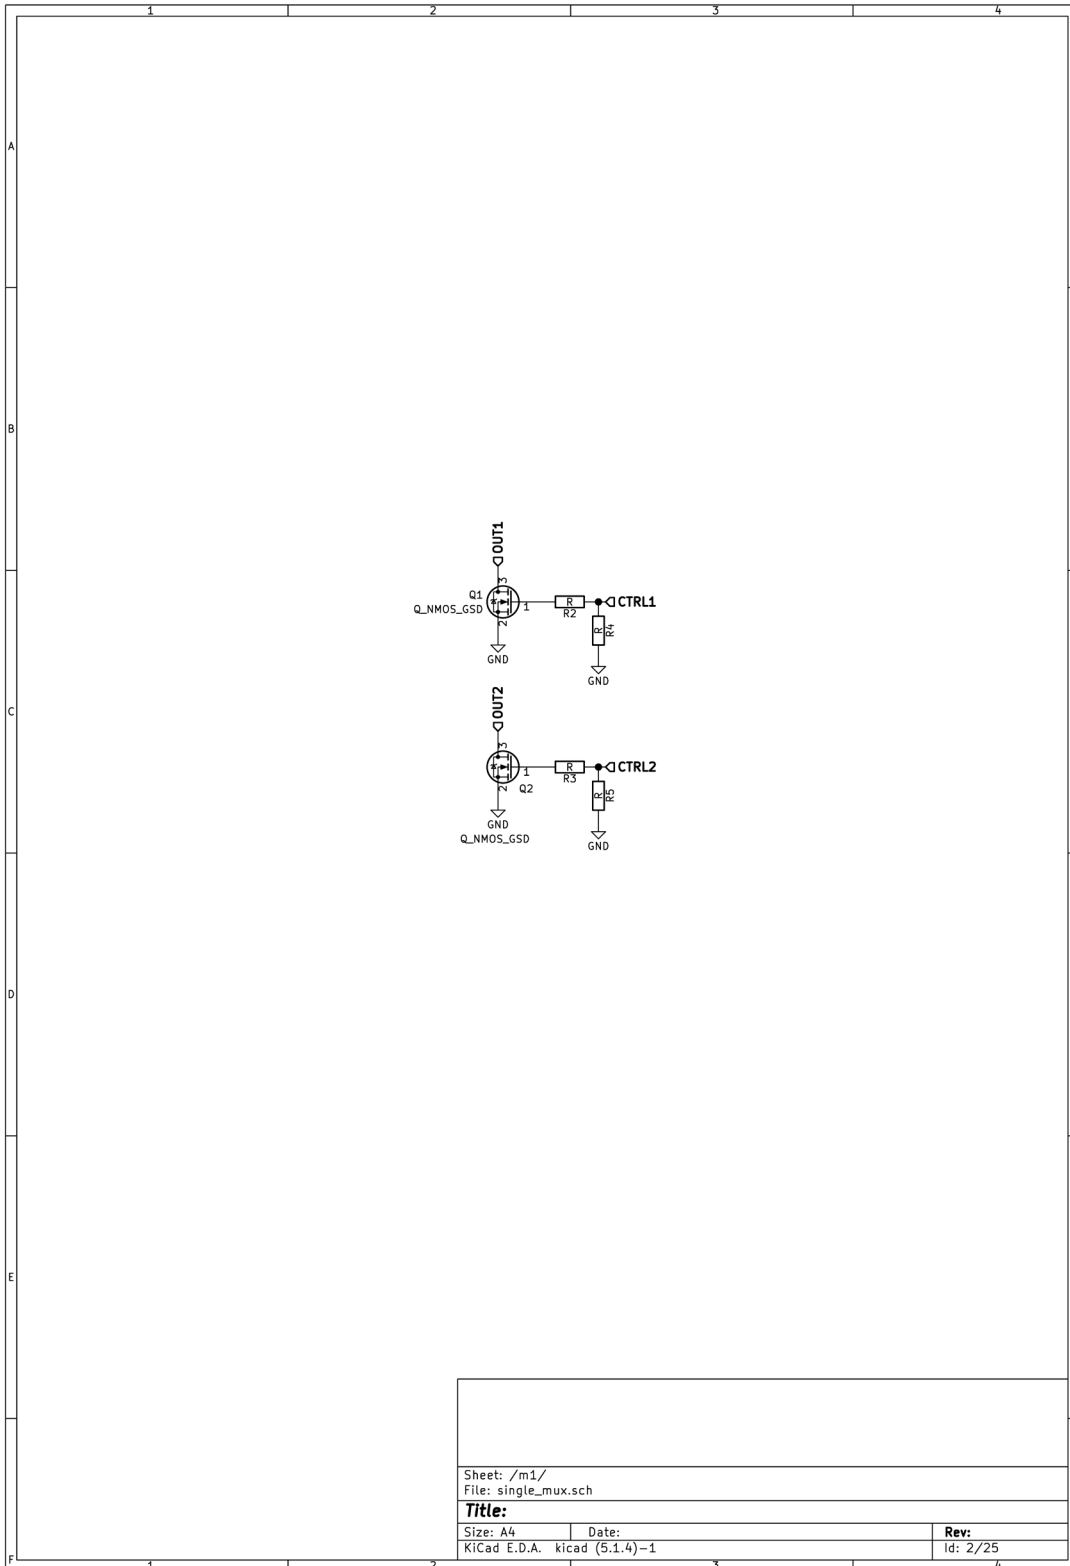 1 2 3 4
A
B
OUT1
3
Q1
Q_NMOS_GSD
1
R
R2
CTRL1
2
R
R4
GND
GND
C
OUT2
3
1
R
R3
CTRL2
2
Q2
R
R5
GND
Q_NMOS_GSD
GND
D
E
Sheet: /m1/
File: single_mux.sch
Title:
Size: A4 Date: Rev:
KiCad E.D.A. kicad (5.1.4)-1 Id: 2/25
F
1 2 3 4